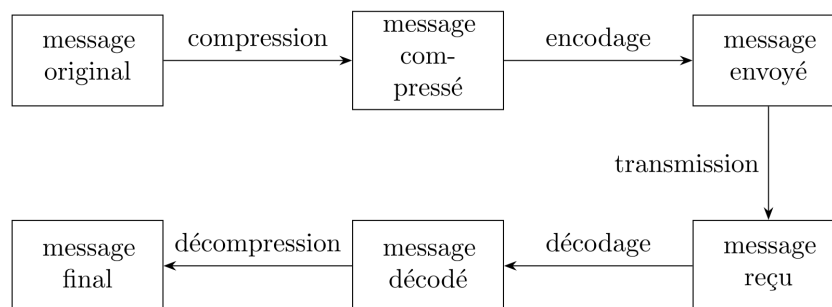 message
original
compression
message
com-
pressé
encodage
message
envoyé
transmission
message
final
décompression
message
décodé
décodage
message
reçu